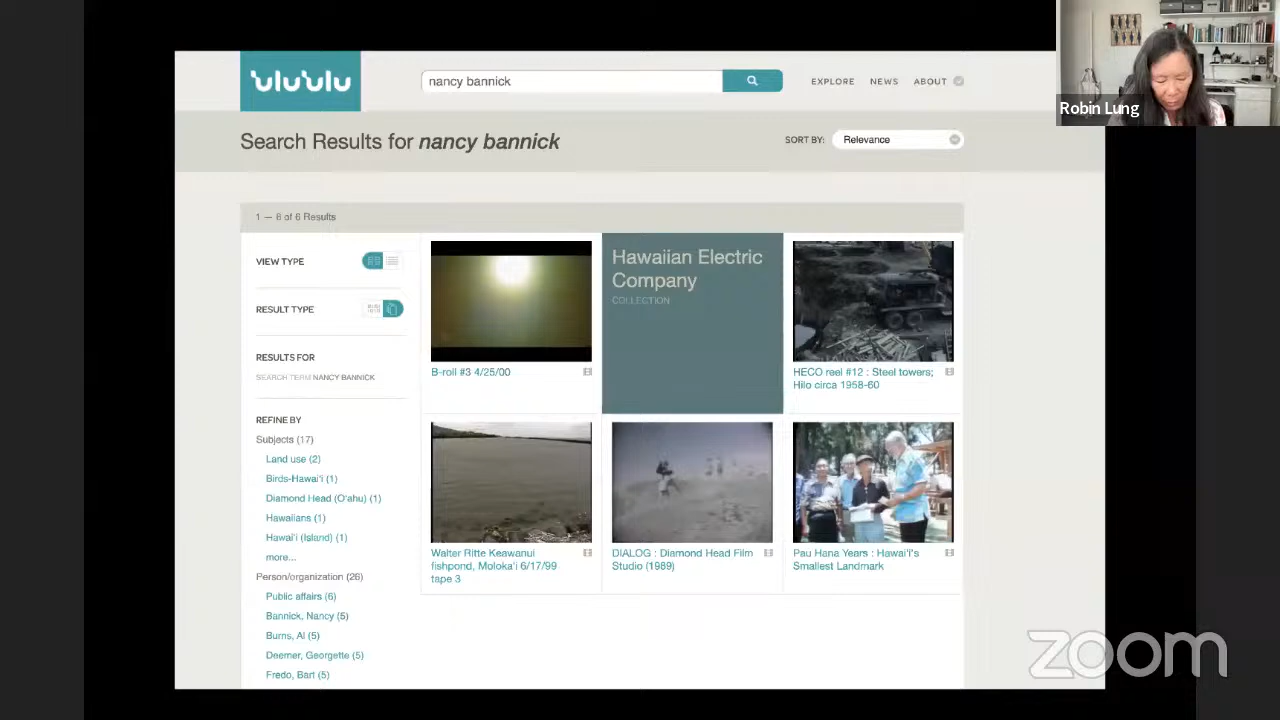 'ulu'ulu
nancy bannick
EXPLORE NEWS ABOUT
Robin Lung
Search Results for nancy bannick
SORT BY: Relevance
1 — 6 of 6 Results
VIEW TYPE
RESULT TYPE
RESULTS FOR
SEARCH TERM NANCY BANNICK
REFINE BY
Subjects (17)
Land use (2)
Birds-Hawai'i (1)
Diamond Head (O'ahu) (1)
Hawaiians (1)
Hawai'i (Island) (1)
more...
Person/organization (26)
Public affairs (6)
Bannick, Nancy (5)
Burns, Al (5)
Deemer, Georgette (5)
Fredo, Bart (5)
B-roll #3 4/25/00
Hawaiian Electric
Company
COLLECTION
HECO reel #12 : Steel towers;
Hilo circa 1958-60
Walter Ritte Keawanui
fishpond, Moloka'i 6/17/99
tape 3
DIALOG : Diamond Head Film
Studio (1989)
Pau Hana Years : Hawai'i's
Smallest Landmark
zoom